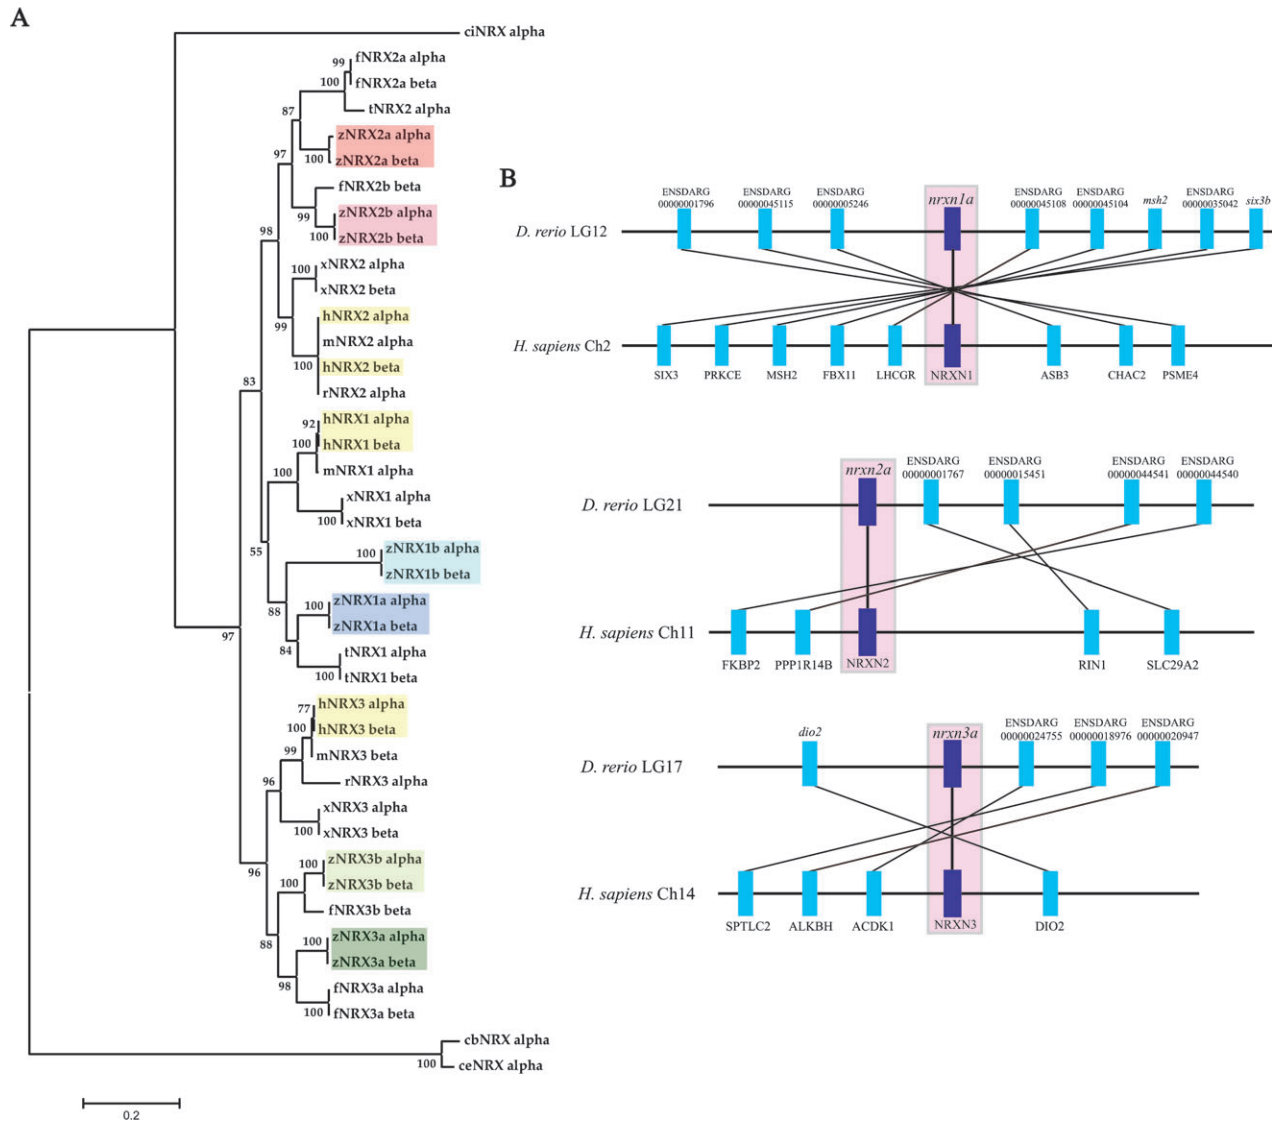 A
ciNRX alpha
99
fNRX2a alpha
fNRX2a beta
100
tNRX2 alpha
87
zNRX2a alpha
zNRX2a beta
100
97
fNRX2b beta
zNRX2b alpha
99
zNRX2b beta
100
98
xNRX2 alpha
100
xNRX2 beta
99
hNRX2 alpha
mNRX2 alpha
hNRX2 beta
100
rNRX2 alpha
83
hNRX1 alpha
92
hNRX1 beta
100
mNRX1 alpha
100
xNRX1 alpha
xNRX1 beta
100
55
zNRX1b alpha
100
zNRX1b beta
88
zNRX1a alpha
100
zNRX1a beta
84
tNRX1 alpha
tNRX1 beta
100
97
hNRX3 alpha
77
hNRX3 beta
100
mNRX3 beta
99
rNRX3 alpha
96
xNRX3 alpha
xNRX3 beta
100
96
zNRX3b alpha
100
zNRX3b beta
100
fNRX3b beta
88
zNRX3a alpha
100
zNRX3a beta
98
fNRX3a alpha
fNRX3a beta
100
cbNRX alpha
ceNRX alpha
100
0.2
B
ENSDARG ENSDARG ENSDARG nrxn1a ENSDARG ENSDARG msh2 ENSDARG six3b
00000001796 00000045115 00000005246 00000045108 00000045104 00000035042
D. rerio LG12
H. sapiens Ch2
SIX3 PRKCE MSH2 FBX11 LHCGR NRXN1 ASB3 CHAC2 PSME4
nrxn2a ENSDARG ENSDARG ENSDARG ENSDARG
00000001767 00000015451 00000044541 00000044540
D. rerio LG21
H. sapiens Ch11
FKBP2 PPP1R14B NRXN2 RIN1 SLC29A2
dio2 nrxn3a ENSDARG ENSDARG ENSDARG
00000024755 00000018976 00000020947
D. rerio LG17
H. sapiens Ch14
SPTLC2 ALKBH ACDK1 NRXN3 DIO2